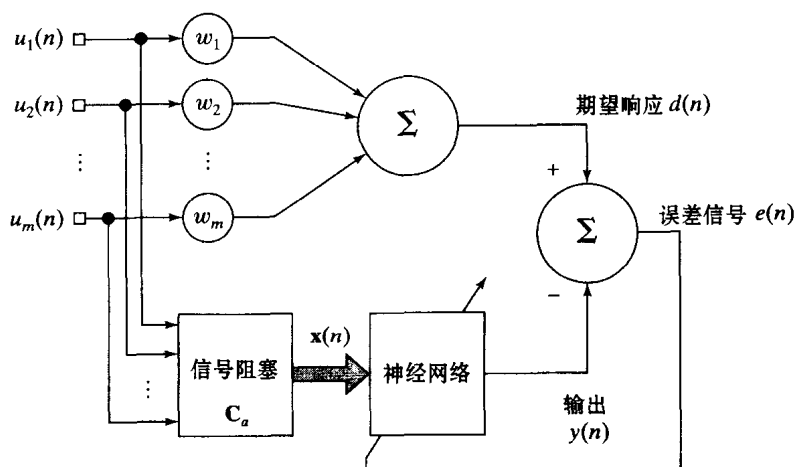 u₁(n)
w₁
u₂(n)
w₂
⋮
⋮
uₘ(n)
wₘ
Σ
期望响应 d(n)
+
Σ
误差信号 e(n)
−
信号阻塞
Cₐ
⋮
x(n)
神经网络
输出
y(n)